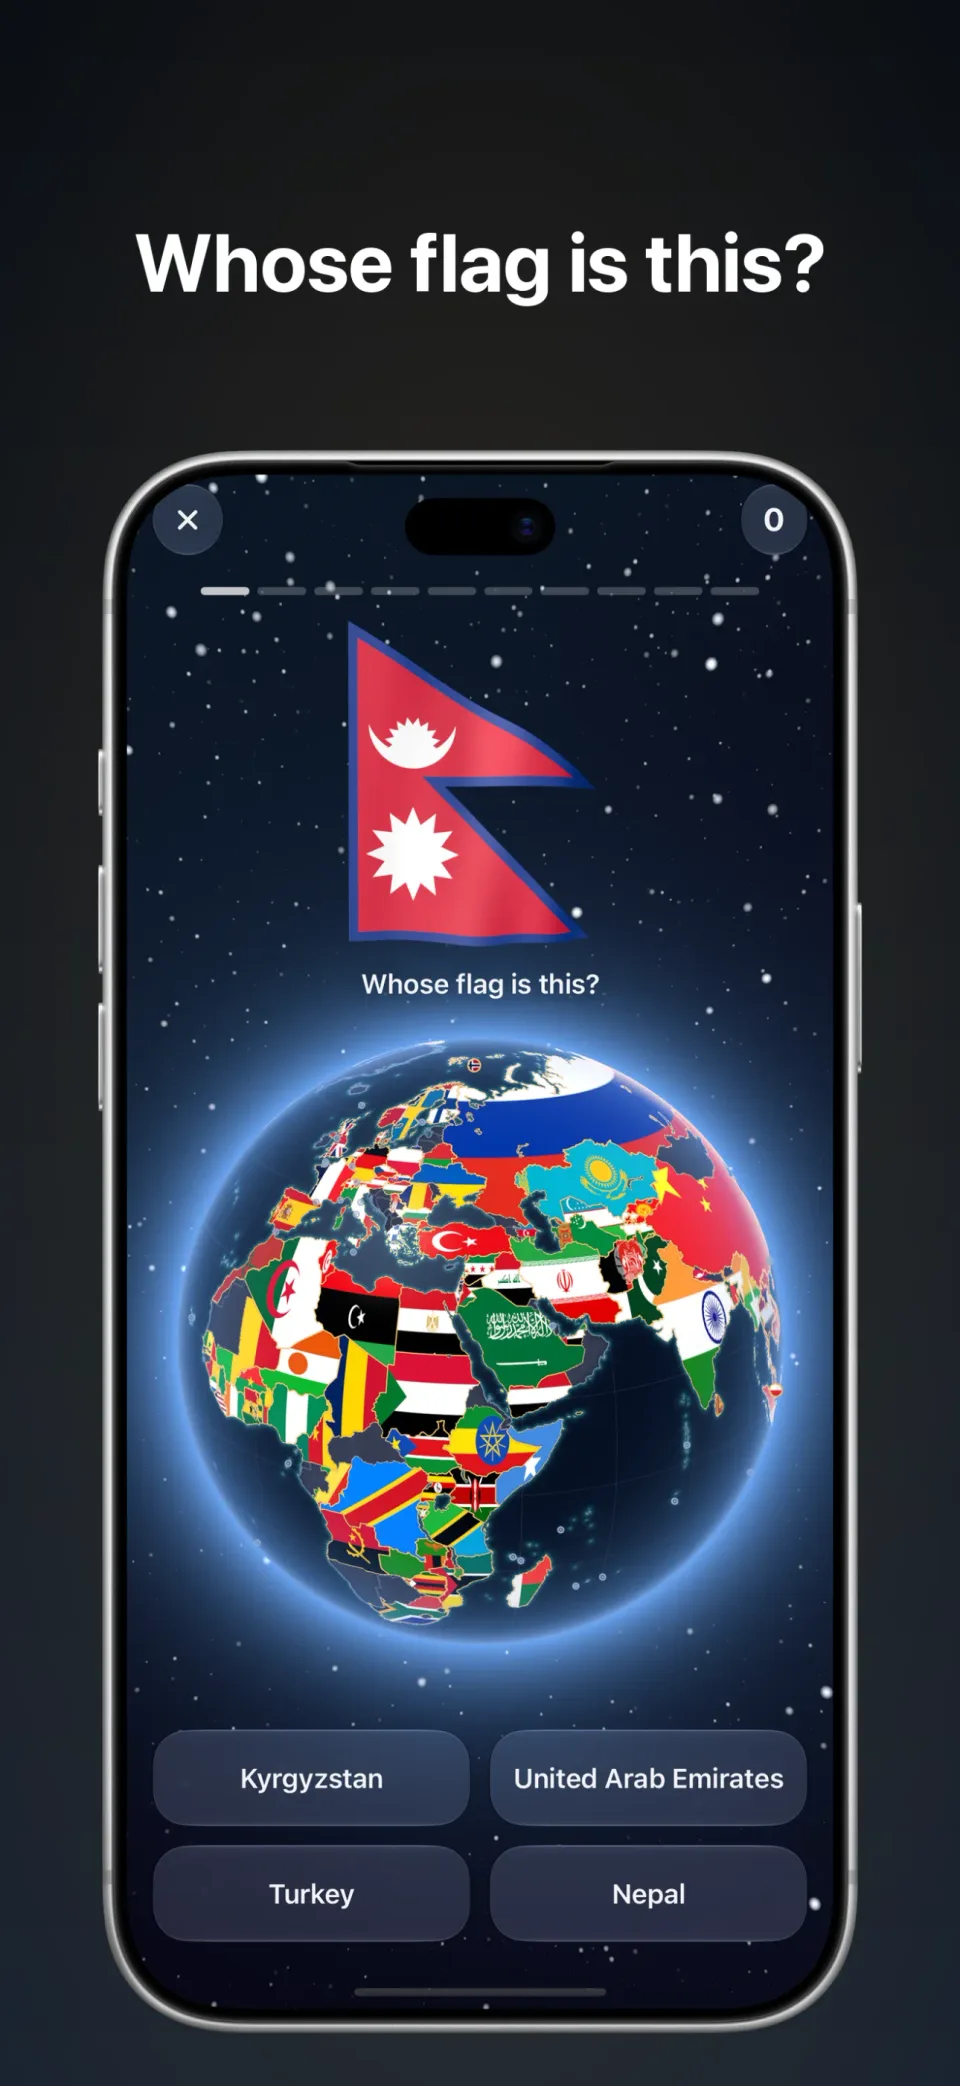 Whose flag is this?
0
Whose flag is this?
Kyrgyzstan
United Arab Emirates
Turkey
Nepal